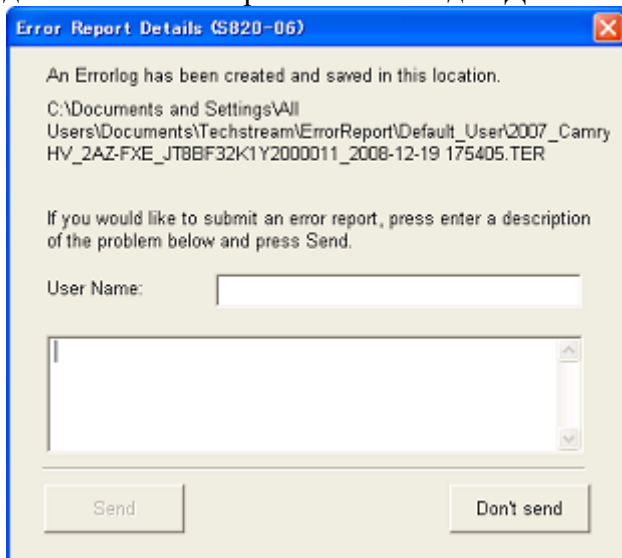 Error Report Details (S820-06)
An Errorlog has been created and saved in this location.
C:\Documents and Settings\All
Users\Documents\Techstream\ErrorReport\Default_User\2007_Camry
HV_2AZ-FXE_JTBBF32K1Y2000011_2008-12-19 175405.TER
If you would like to submit an error report, press enter a description
of the problem below and press Send.
User Name:
Send
Don't send